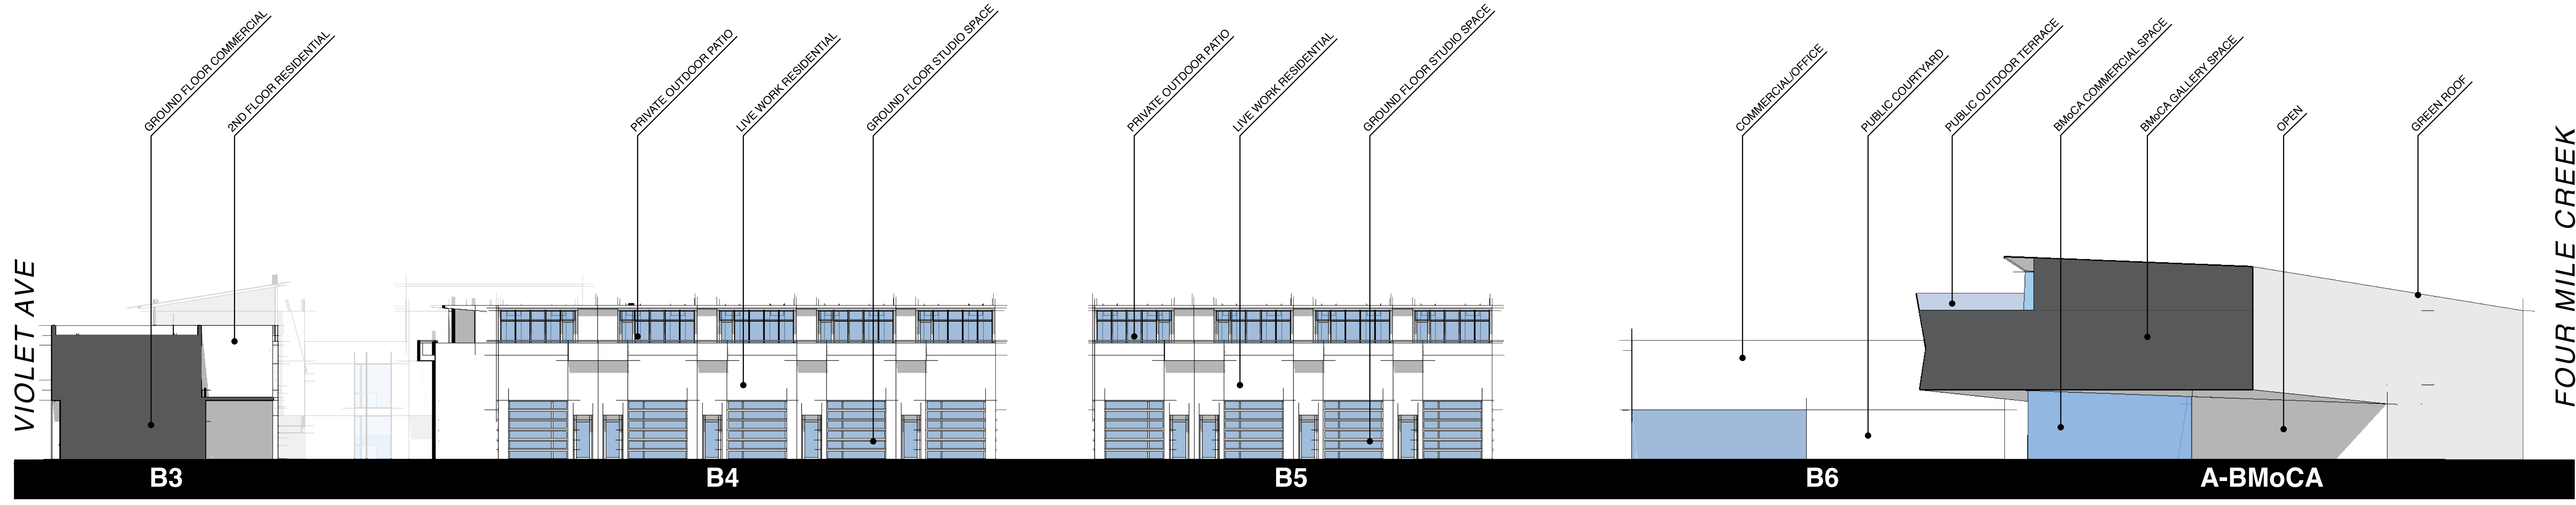 GROUND FLOOR COMMERCIAL
2ND FLOOR RESIDENTIAL
PRIVATE OUTDOOR PATIO
LIVE WORK RESIDENTIAL
GROUND FLOOR STUDIO SPACE
PRIVATE OUTDOOR PATIO
LIVE WORK RESIDENTIAL
GROUND FLOOR STUDIO SPACE
COMMERCIAL/OFFICE
PUBLIC COURTYARD
PUBLIC OUTDOOR TERRACE
BMoCA COMMERCIAL SPACE
BMoCA GALLERY SPACE
OPEN
GREEN ROOF
VIOLET AVE
FOUR MILE CREEK
B3
B4
B5
B6
A-BMoCA